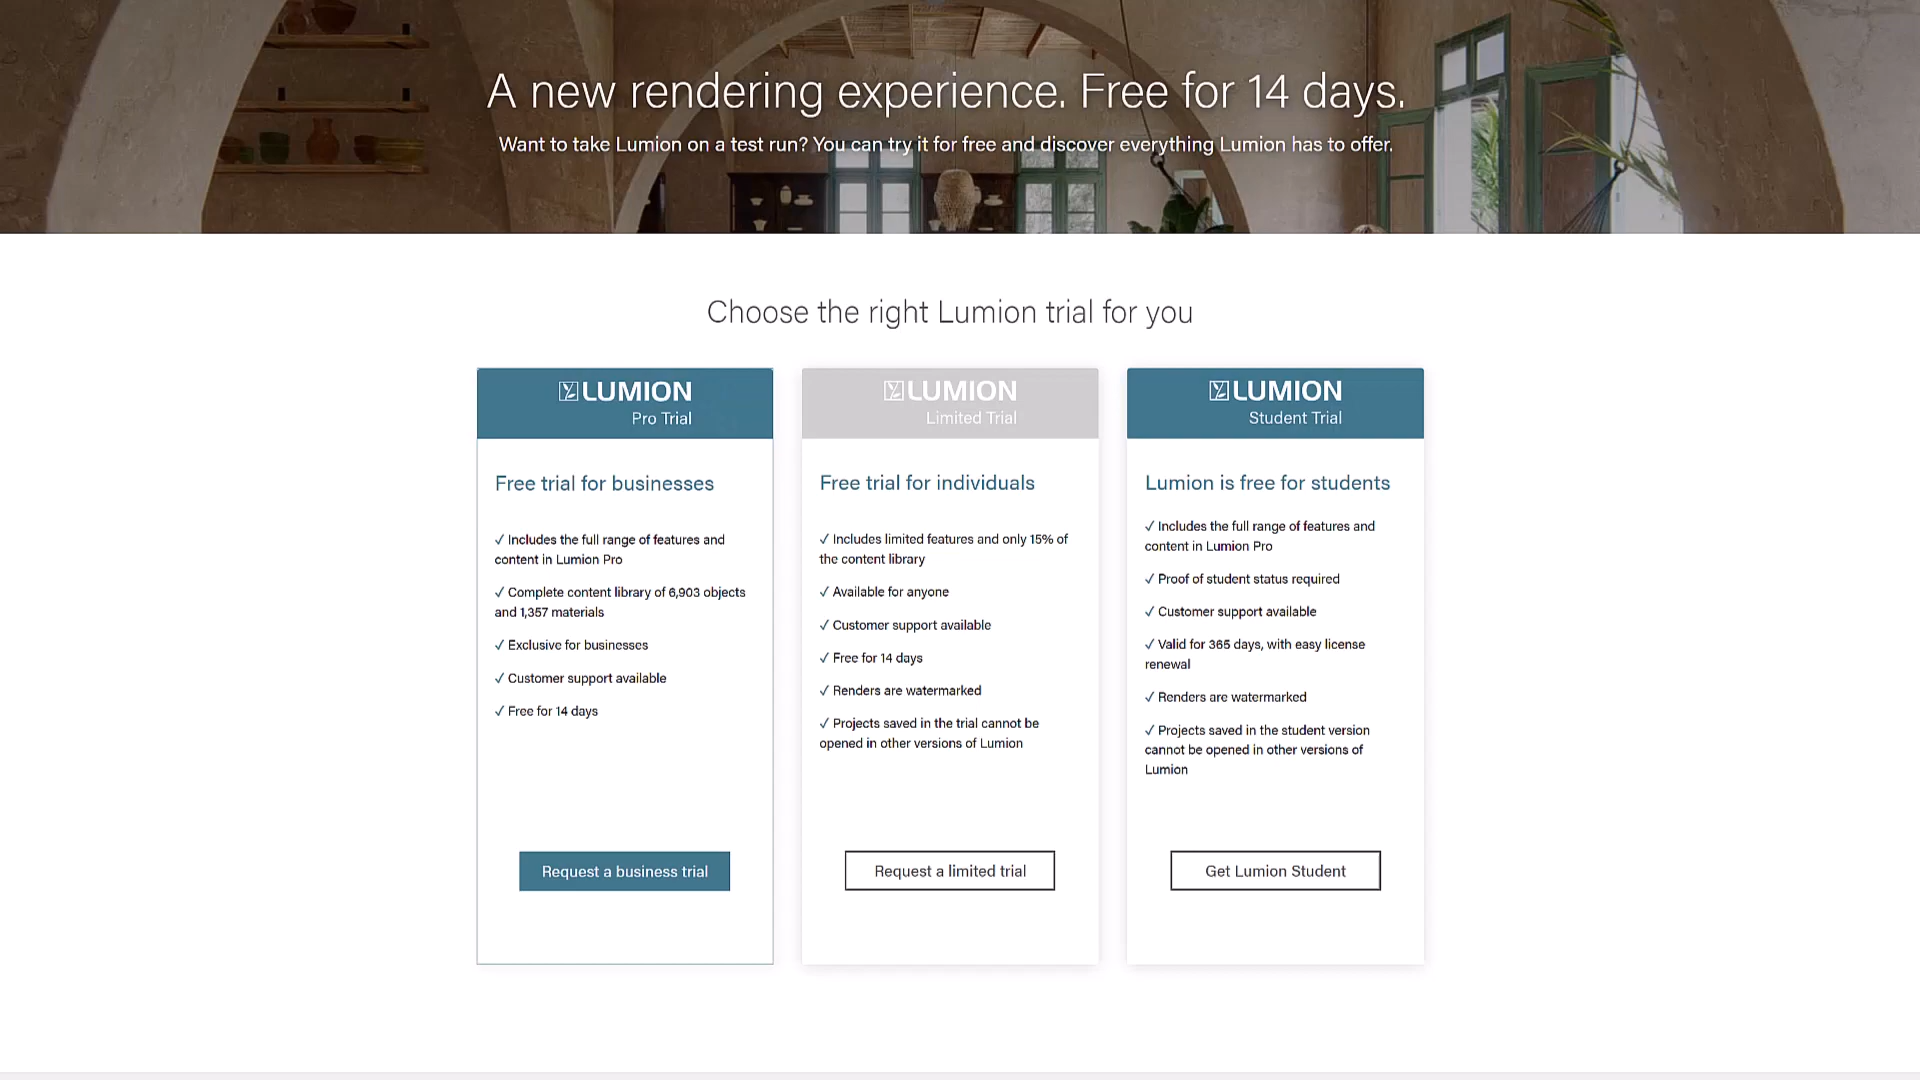 A new rendering experience. Free for 14 days.
Want to take Lumion on a test run? You can try it for free and discover everything Lumion has to offer.
Choose the right Lumion trial for you
LUMION
Pro Trial
Free trial for businesses
✓ Includes the full range of features and
content in Lumion Pro
✓ Complete content library of 6,903 objects
and 1,357 materials
✓ Exclusive for businesses
✓ Customer support available
✓ Free for 14 days
Request a business trial
LUMION
Limited Trial
Free trial for individuals
✓ Includes limited features and only 15% of
the content library
✓ Available for anyone
✓ Customer support available
✓ Free for 14 days
✓ Renders are watermarked
✓ Projects saved in the trial cannot be
opened in other versions of Lumion
Request a limited trial
LUMION
Student Trial
Lumion is free for students
✓ Includes the full range of features and
content in Lumion Pro
✓ Proof of student status required
✓ Customer support available
✓ Valid for 365 days, with easy license
renewal
✓ Renders are watermarked
✓ Projects saved in the student version
cannot be opened in other versions of
Lumion
Get Lumion Student